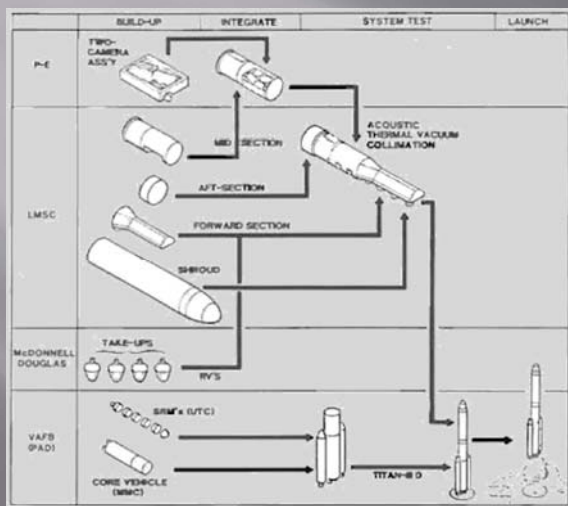 BUILD-UP
INTEGRATE
SYSTEM TEST
LAUNCH
P-E
TWO-
CAMERA
ASS'Y
MID-SECTION
ACOUSTIC
THERMAL VACUUM
COLLIMATION
LMSC
AFT-SECTION
FORWARD SECTION
SHROUD
McDONNELL
DOUGLAS
TAKE-UPS
RV'S
VAFB
(PAD)
SRM's (UTC)
CORE VEHICLE
(MMC)
TITAN-III D